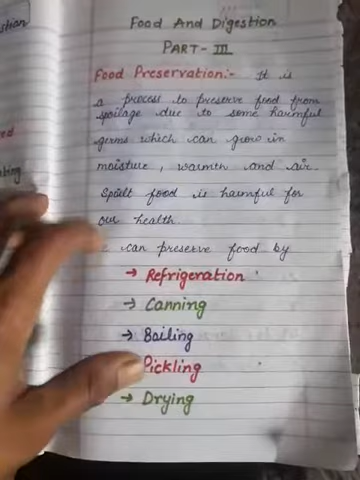 Food And Digestion
PART-III
Food Preservation:- It is
a process to preserve food from
spoilage due to some harmful
germs which can grow in
moisture, warmth and air.
Spoilt food is harmful for
our health
can preserve food by
→ Refrigeration
→ Canning
→ Boiling
Pickling
→ Drying